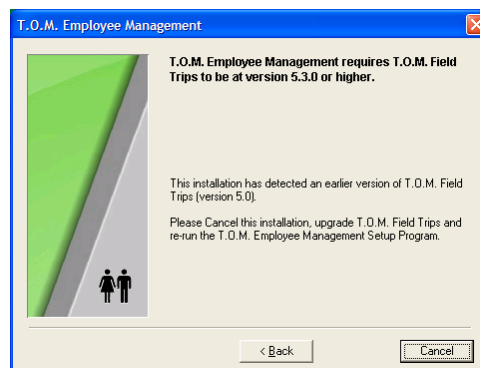 T.O.M. Employee Management
T.O.M. Employee Management requires T.O.M. Field
Trips to be at version 5.3.0 or higher.
This installation has detected an earlier version of T.O.M. Field
Trips (version 5.0).
Please Cancel this installation, upgrade T.O.M. Field Trips and
re-run the T.O.M. Employee Management Setup Program.
< Back
Cancel